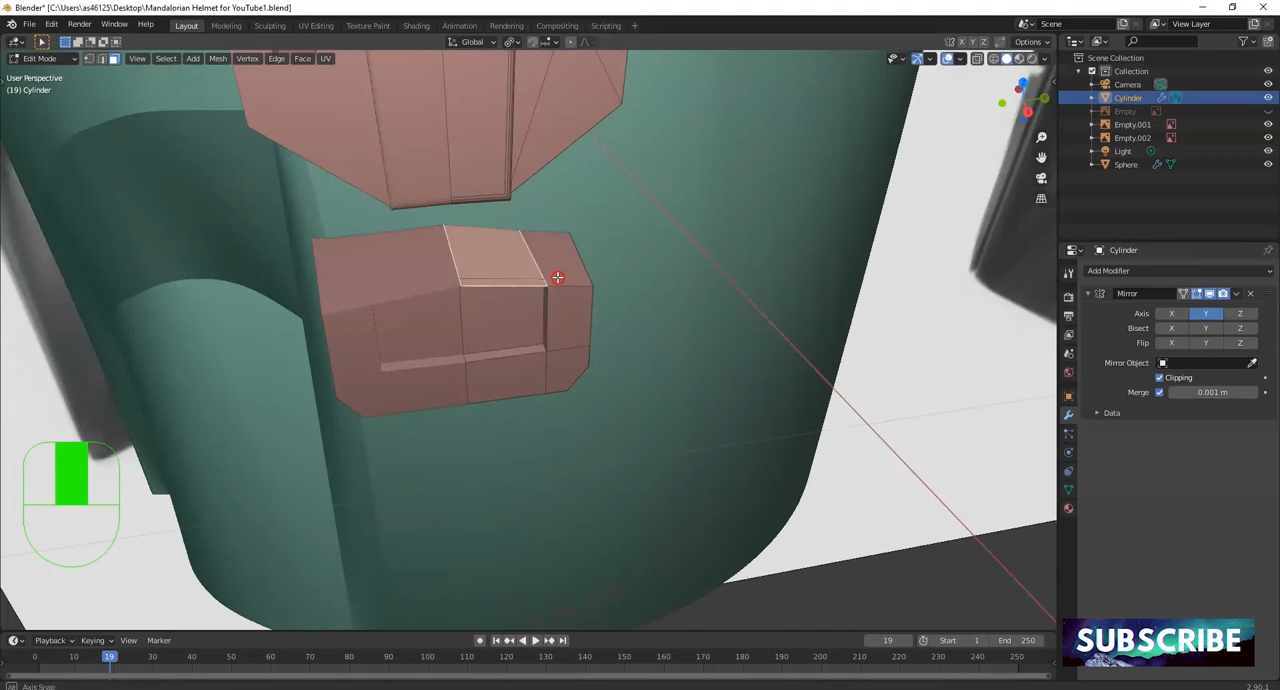 Blender* [C:\Users\as46125\Desktop\Mandalorian Helmet for YouTube1.blend]
File Edit Render Window Help Layout Modeling Sculpting UV Editing Texture Paint Shading Animation Rendering Compositing Scripting + Scene View Layer
Global X Y Z Options
Edit Mode View Select Add Mesh Vertex Edge Face UV
User Perspective
(19) Cylinder
Scene Collection
Collection
Camera
Cylinder
Empty
Empty.001
Empty.002
Light
Sphere
Cylinder
Add Modifier
Mirror
Axis X Y Z
Bisect X Y Z
Flip X Y Z
Mirror Object
Clipping
Merge 0.001 m
Data
SUBSCRIBE
Playback Keying View Marker 19 Start 1 End 250
0 10 19 30 40 50 60 70 80 90 100 110 120 130 140 150 160 170 180 190 200 210 220 230 240 250
Axis Snap 2.90.1